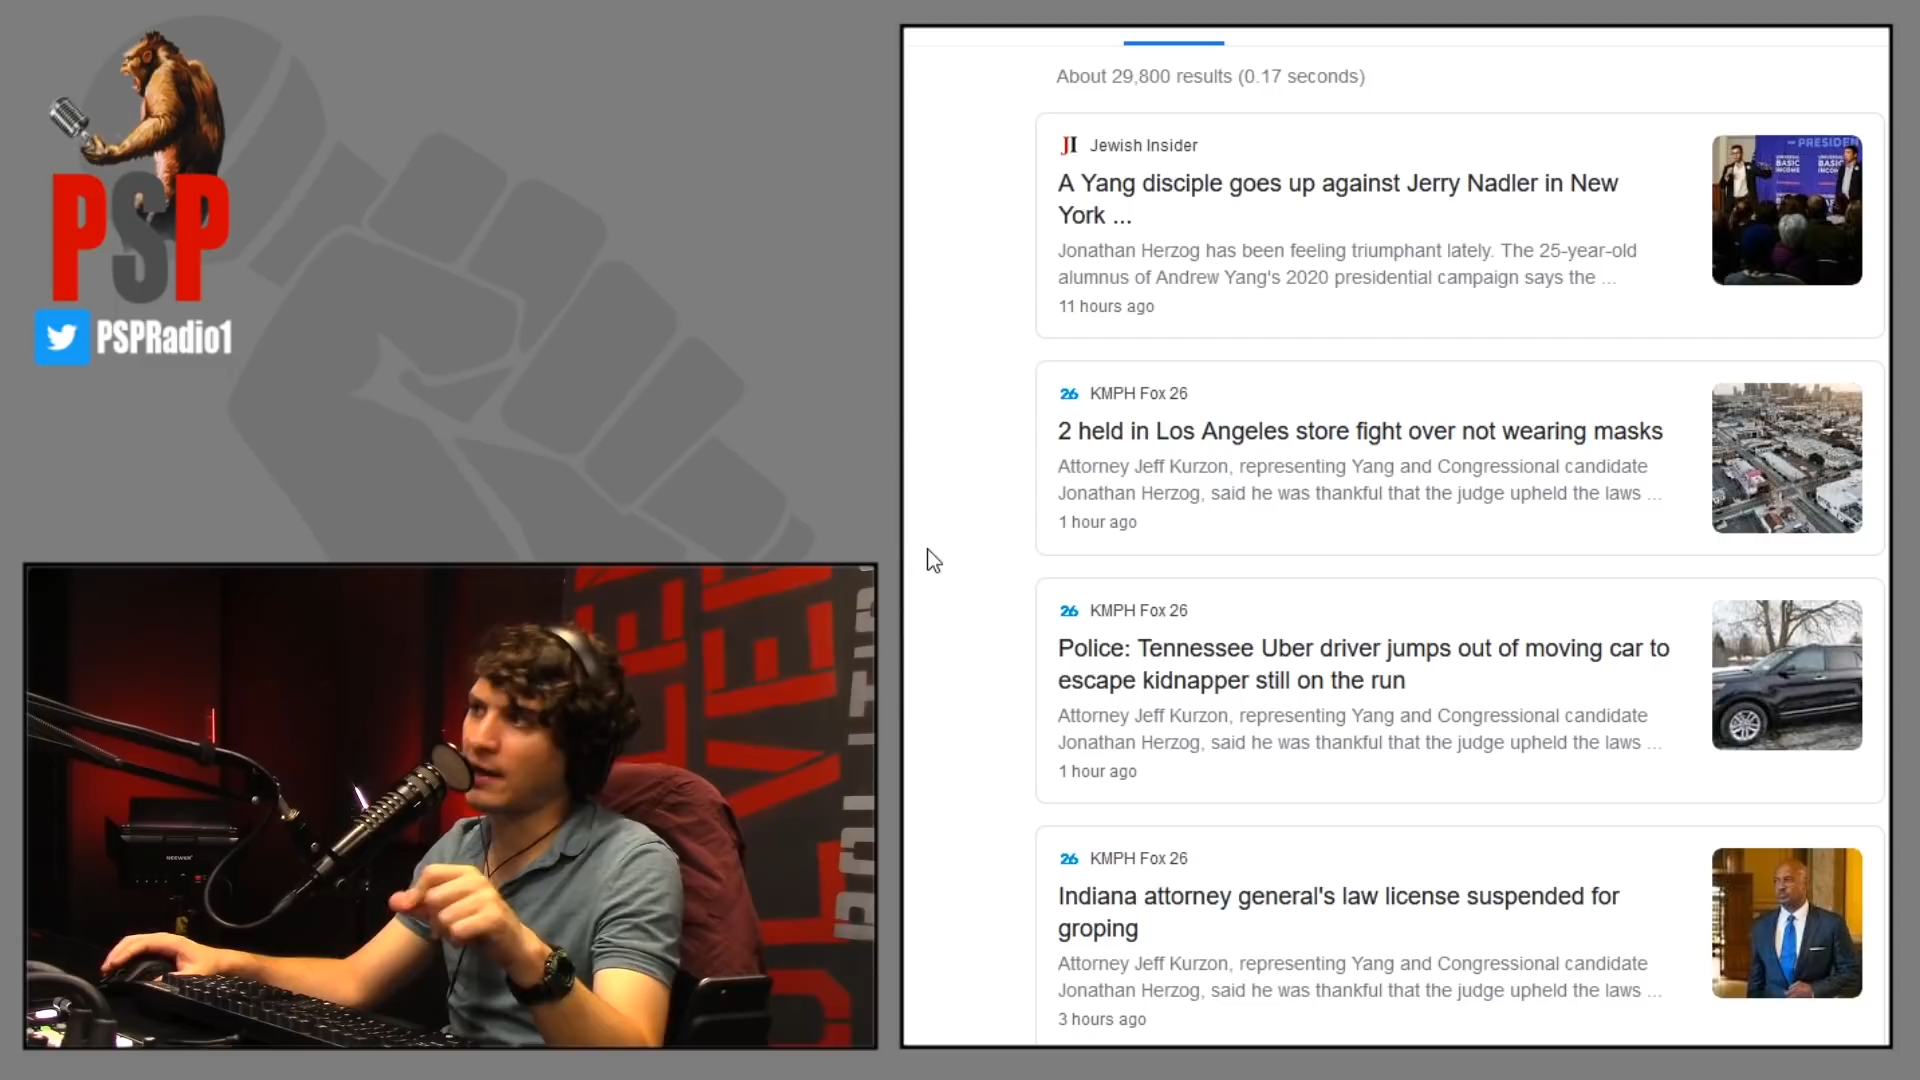 PSP
PSPRadio1
About 29,800 results (0.17 seconds)
JI Jewish Insider
A Yang disciple goes up against Jerry Nadler in New
York ...
Jonathan Herzog has been feeling triumphant lately. The 25-year-old
alumnus of Andrew Yang's 2020 presidential campaign says the ...
11 hours ago
26 KMPH Fox 26
2 held in Los Angeles store fight over not wearing masks
Attorney Jeff Kurzon, representing Yang and Congressional candidate
Jonathan Herzog, said he was thankful that the judge upheld the laws ...
1 hour ago
26 KMPH Fox 26
Police: Tennessee Uber driver jumps out of moving car to
escape kidnapper still on the run
Attorney Jeff Kurzon, representing Yang and Congressional candidate
Jonathan Herzog, said he was thankful that the judge upheld the laws ...
1 hour ago
26 KMPH Fox 26
Indiana attorney general's law license suspended for
groping
Attorney Jeff Kurzon, representing Yang and Congressional candidate
Jonathan Herzog, said he was thankful that the judge upheld the laws ...
3 hours ago
NEEWER